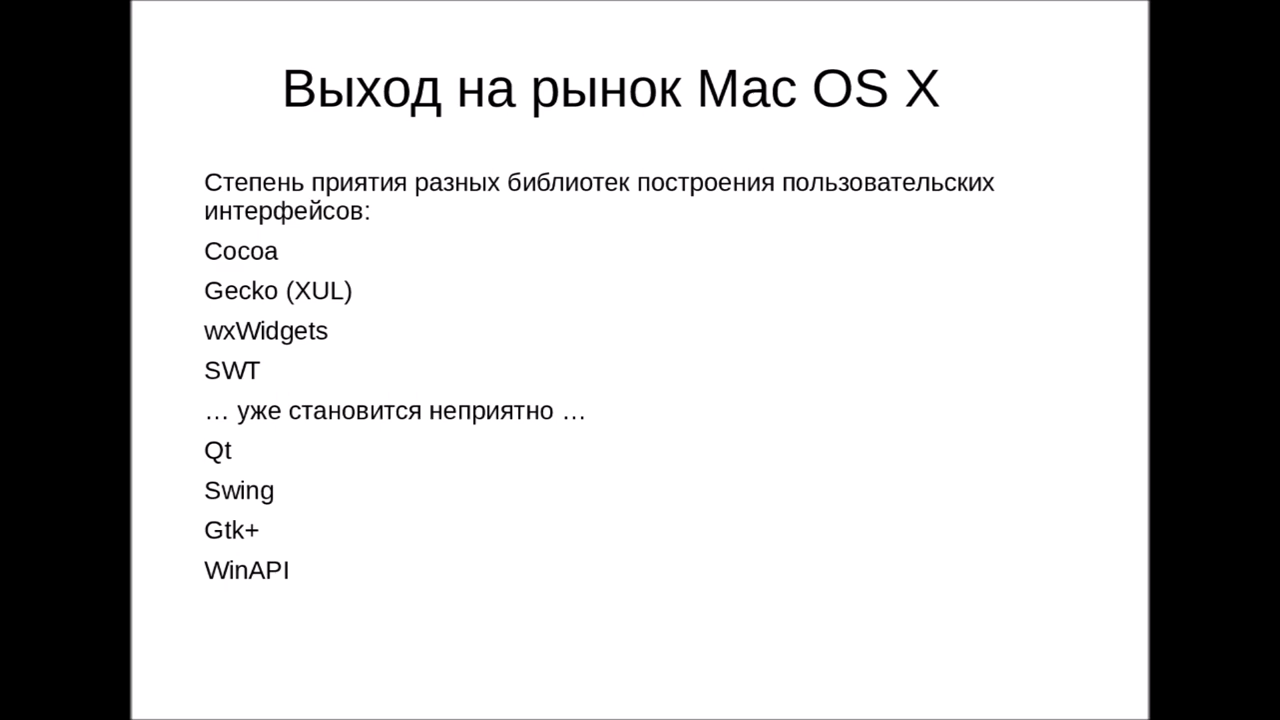 Выход на рынок Mac OS X
Степень приятия разных библиотек построения пользовательских
интерфейсов:
Cocoa
Gecko (XUL)
wxWidgets
SWT
… уже становится неприятно …
Qt
Swing
Gtk+
WinAPI